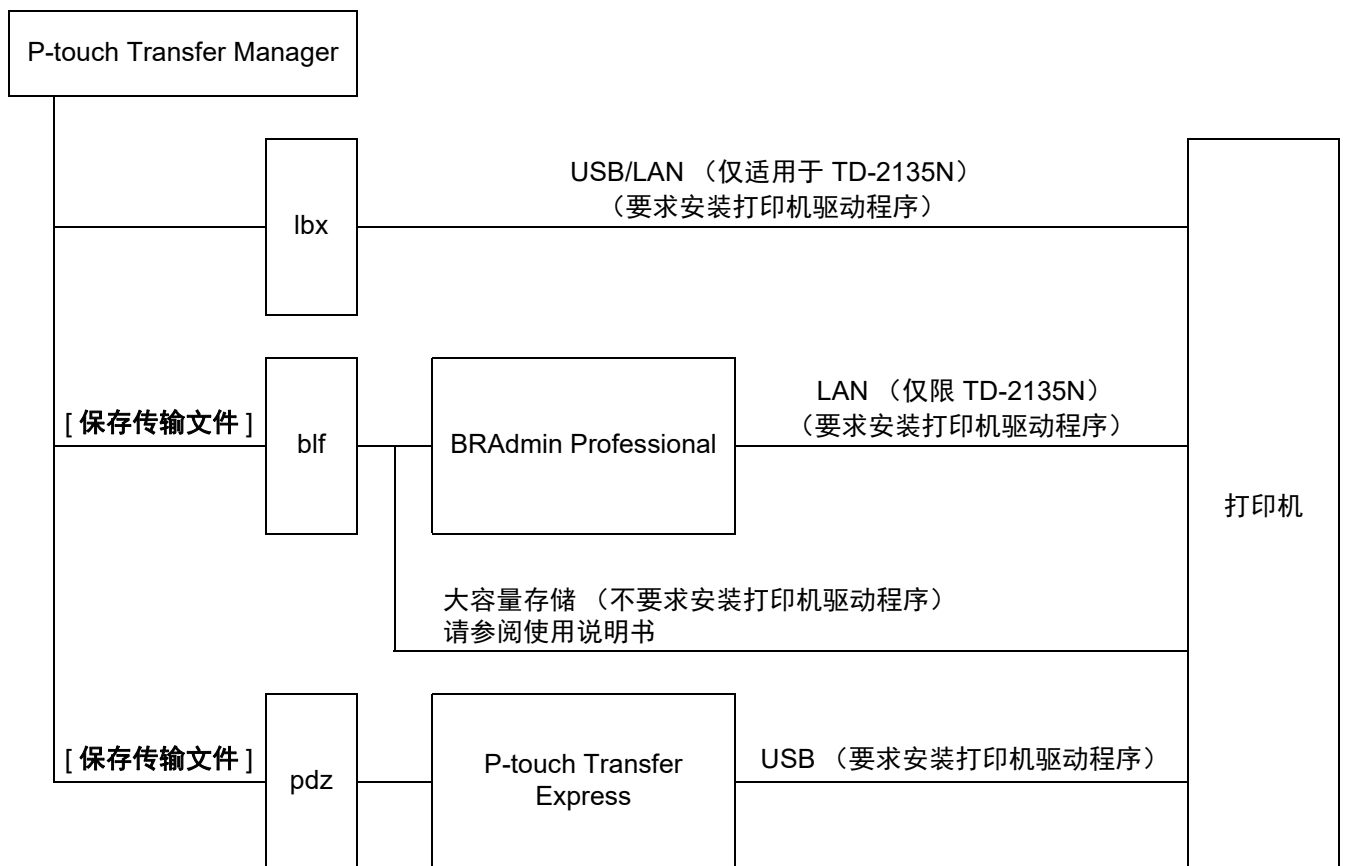 P-touch Transfer Manager
USB/LAN （仅适用于 TD-2135N）
（要求安装打印机驱动程序）
lbx
[ 保存传输文件 ]
blf
BRAdmin Professional
LAN （仅限 TD-2135N）
（要求安装打印机驱动程序）
打印机
大容量存储 （不要求安装打印机驱动程序）
请参阅使用说明书
[ 保存传输文件 ]
pdz
P-touch Transfer
Express
USB （要求安装打印机驱动程序）